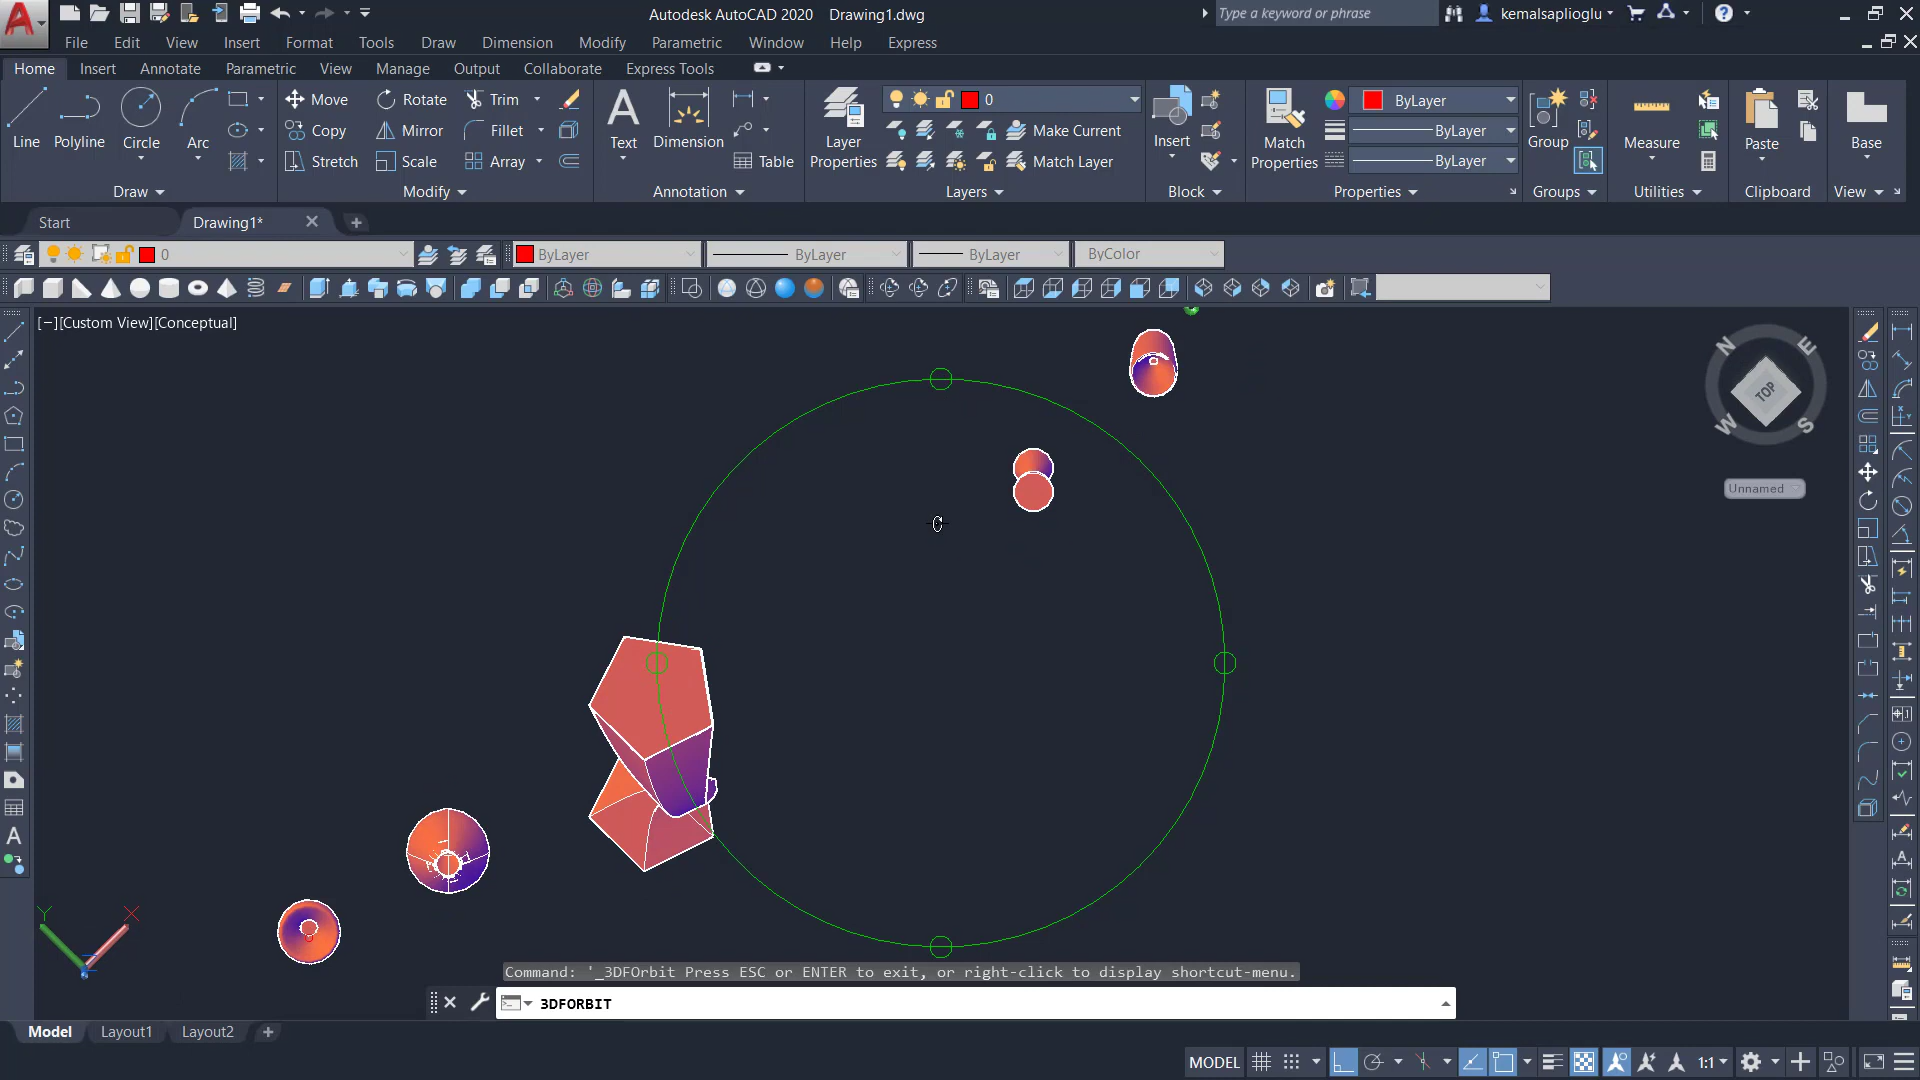 Autodesk AutoCAD 2020 Drawing1.dwg
Type a keyword or phrase
kemalsaplioglu
File Edit View Insert Format Tools Draw Dimension Modify Parametric Window Help Express
Home Insert Annotate Parametric View Manage Output Collaborate Express Tools
Line Polyline Circle Arc
Move Rotate Trim
Copy Mirror Fillet
Stretch Scale Array
Text Dimension Table
Layer Properties
0
Make Current
Match Layer
Insert
Match Properties
ByLayer
ByLayer
ByLayer
Group
Measure
Paste
Base
Draw Modify Annotation Layers Block Properties Groups Utilities Clipboard View
Start Drawing1*
0 ByLayer ByLayer ByLayer ByColor
[−][Custom View][Conceptual]
N E
TOP
W S
Unnamed
Y X
Command: '_3DFOrbit Press ESC or ENTER to exit, or right-click to display shortcut-menu.
3DFORBIT
Model Layout1 Layout2
MODEL 1:1